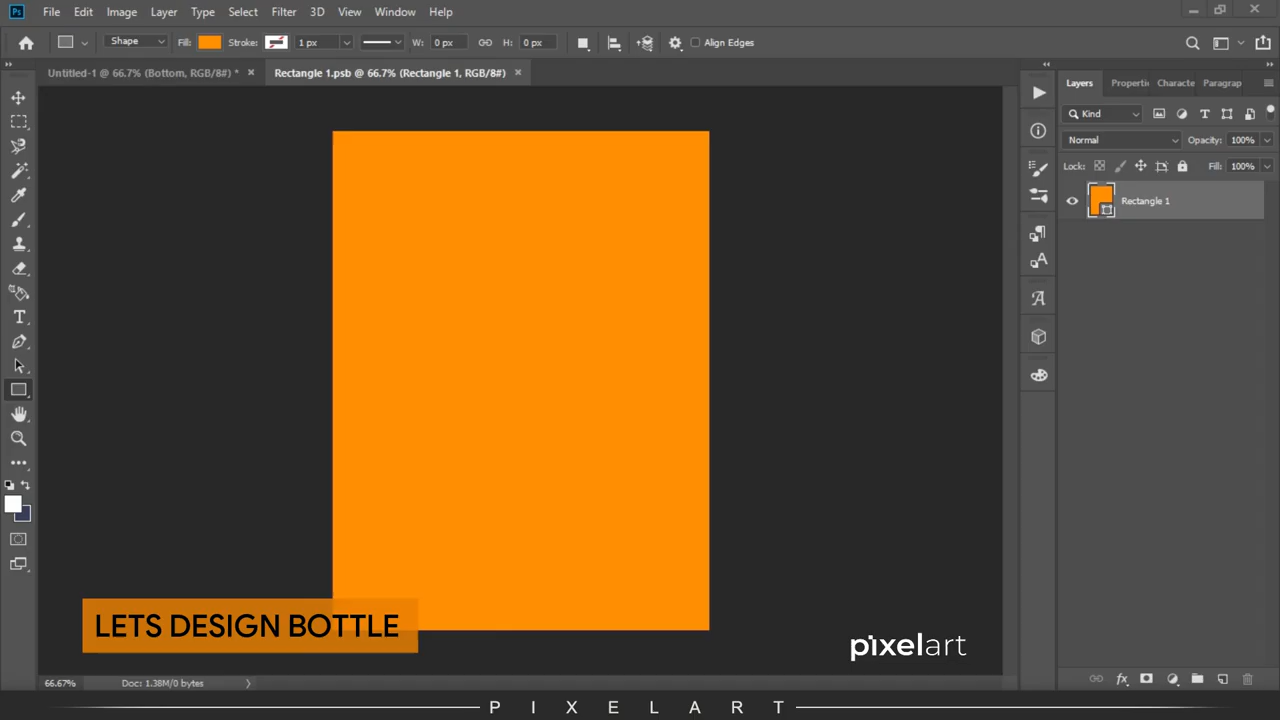 Ps File Edit Image Layer Type Select Filter 3D View Window Help
Shape Fill: Stroke: 1 px W: 0 px H: 0 px Align Edges
Untitled-1 @ 66.7% (Bottom, RGB/8#) * Rectangle 1.psb @ 66.7% (Rectangle 1, RGB/8#)
Layers Properti Characte Paragrap
Kind
Normal Opacity: 100%
Lock: Fill: 100%
Rectangle 1
LETS DESIGN BOTTLE
pixelart
66.67% Doc: 1.38M/0 bytes
PIXELART